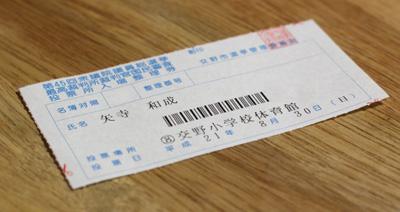 第45回衆議院議員総選挙
最高裁判所裁判官国民審査
投票所入場整理券
交野市選挙管理委員会
名簿対照
整理番号
氏名 矢寺 和成
投票場所 ⑧交野小学校体育館
投票日 平成21年8月30日(日)